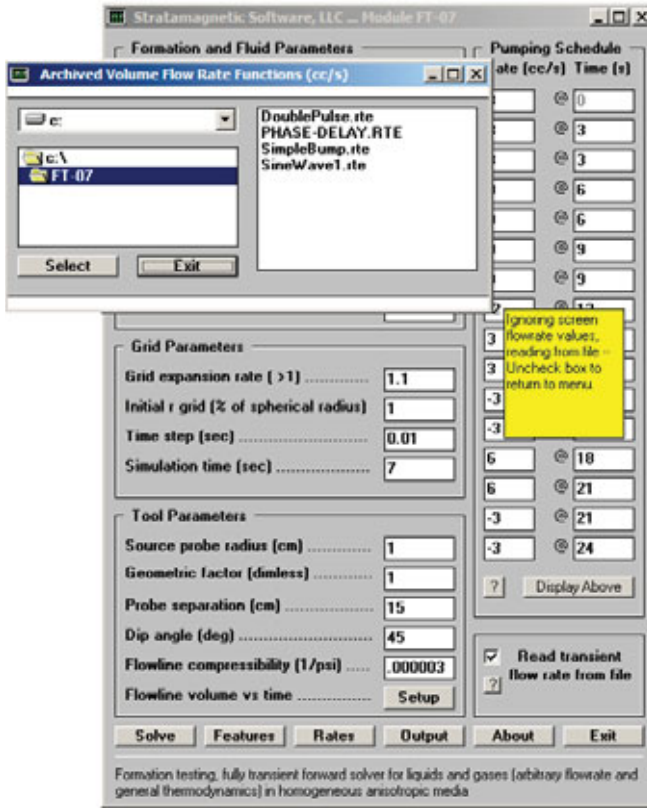 Stratamagnetic Software, LLC ... Module FT-07
Formation and Fluid Parameters
Pumping Schedule
ate (cc/s) Time (s)
Archived Volume Flow Rate Functions (cc/s)
c:
c:\
FT-07
DoublePulse.rte
PHASE-DELAY.RTE
SimpleBump.rte
SineWave1.rte
Select
Exit
@ 0
@ 3
@ 3
@ 6
@ 6
@ 9
@ 9
Ignoring screen
flowrate values,
reading from file --
Uncheck box to
return to menu
3
3
-3
-3
6 @ 18
6 @ 21
-3 @ 21
-3 @ 24
? Display Above
Grid Parameters
Grid expansion rate ( >1) .............. 1.1
Initial r grid (% of spherical radius) 1
Time step (sec) ........................... 0.01
Simulation time (sec) ................... 7
Tool Parameters
Source probe radius (cm) ............. 1
Geometric factor (dimless) ........... 1
Probe separation (cm) .................. 15
Dip angle (deg) ............................ 45
Flowline compressibility (1/psi) ..... .000003
Flowline volume vs time ............... Setup
Read transient
flow rate from file
?
Solve Features Rates Output About Exit
Formation testing, fully transient forward solver for liquids and gases (arbitrary flowrate and
general thermodynamics) in homogeneous anisotropic media